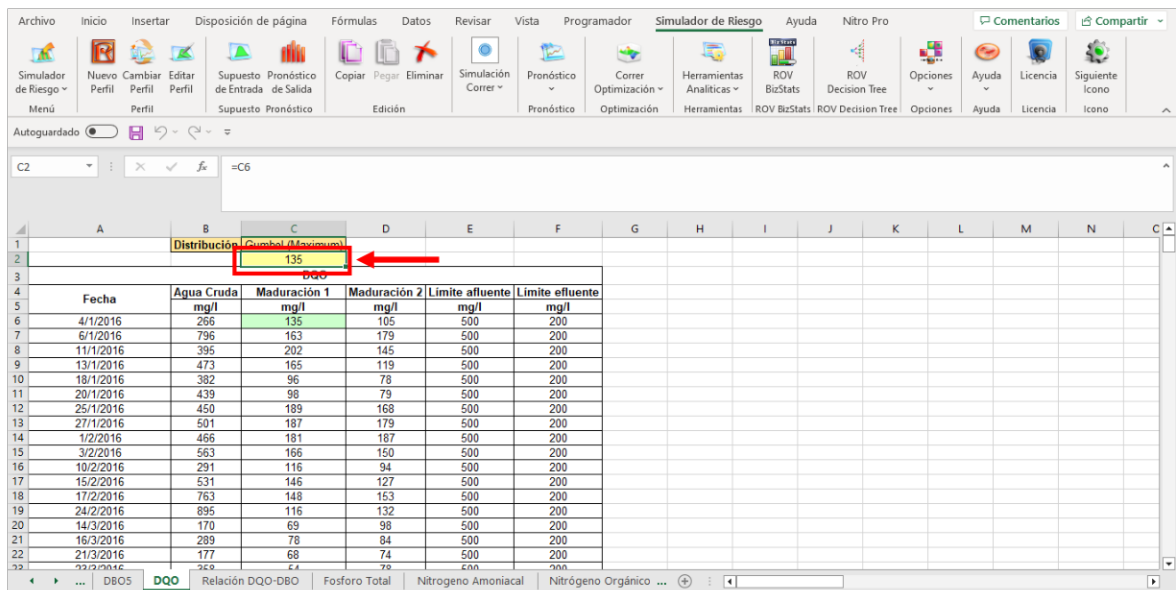 Archivo Inicio Insertar Disposición de página Fórmulas Datos Revisar Vista Programador Simulador de Riesgo Ayuda Nitro Pro Comentarios Compartir
Simulador de Riesgo Nuevo Perfil Cambiar Perfil Editar Perfil Supuesto de Entrada Pronóstico de Salida Copiar Pegar Eliminar Simulación Correr Pronóstico Correr Optimización Herramientas Analiticas ROV BizStats ROV Decision Tree Opciones Ayuda Licencia Siguiente Icono
Menú Perfil Supuesto Pronóstico Edición Pronóstico Optimización Herramientas ROV BizStats ROV Decision Tree Opciones Ayuda Licencia Icono
Autoguardado
C2 fx =C6
A B C D E F G H I J K L M N
1 Distribución Gumbel (Maximum)
2 135
3 DQO
4 Fecha Agua Cruda Maduración 1 Maduración 2 Límite afluente Límite efluente
5 mg/l mg/l mg/l mg/l mg/l
6 4/1/2016 266 135 105 500 200
7 6/1/2016 796 163 179 500 200
8 11/1/2016 395 202 145 500 200
9 13/1/2016 473 165 119 500 200
10 18/1/2016 382 96 78 500 200
11 20/1/2016 439 98 79 500 200
12 25/1/2016 450 189 168 500 200
13 27/1/2016 501 187 179 500 200
14 1/2/2016 466 181 187 500 200
15 3/2/2016 563 166 150 500 200
16 10/2/2016 291 116 94 500 200
17 15/2/2016 531 146 127 500 200
18 17/2/2016 763 148 153 500 200
19 24/2/2016 895 116 132 500 200
20 14/3/2016 170 69 98 500 200
21 16/3/2016 289 78 84 500 200
22 21/3/2016 177 68 74 500 200
... DBO5 DQO Relación DQO-DBO Fosforo Total Nitrogeno Amoniacal Nitrógeno Orgánico ...